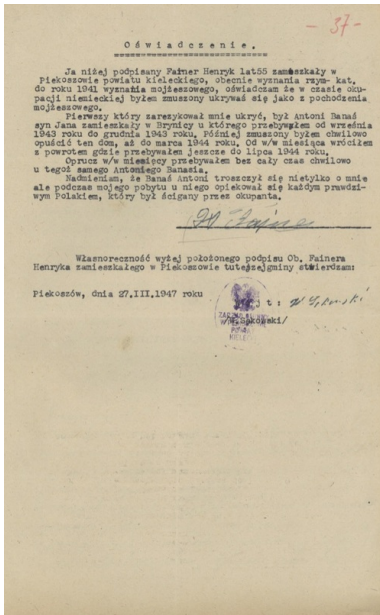 - 37 -
Oświadczenie.
Ja niżej podpisany Fainer Henryk lat55 zamieszkały w
Piekoszowie powiatu kieleckiego, obecnie wyznania rzym- kat.
do roku 1941 wyznania mojżeszowego, oświadczam że w czasie oku-
pacji niemieckiej byłem zmuszony ukrywać się jako z pochodzenia
mojżeszowego.
Pierwszy który zarezykował mnie ukryć, był Antoni Banaś
syn Jana zamieszkały w Brynicy u którego przebywałem od września
1943 roku do grudnia 1943 roku, Później zmuszony byłem chwilowo
opuścić ten dom, aż do marca 1944 roku. Od w/w miesiąca wróciłem
z powrotem gdzie przebywałem jeszcze do lipca 1944 roku.
Oprucz w/w miesięcy przebywałem bez cały czas chwilowo
u tegoż samego Antoniego Banasia.
Nadmieniam, że Banaś Antoni troszczył się nietylko o mnie
ale podczas mojego pobytu u niego opiekował się każdym prawdzi-
wym Polakiem, który był ścigany przez okupanta.
Własnoręczność wyżej położonego podpisu Ob. Fainera
Henryka zamieszkałego w Piekoszowie tutejszejgminy stwierdzam:
Piekoszów, dnia 27.III.1947 roku
j t :